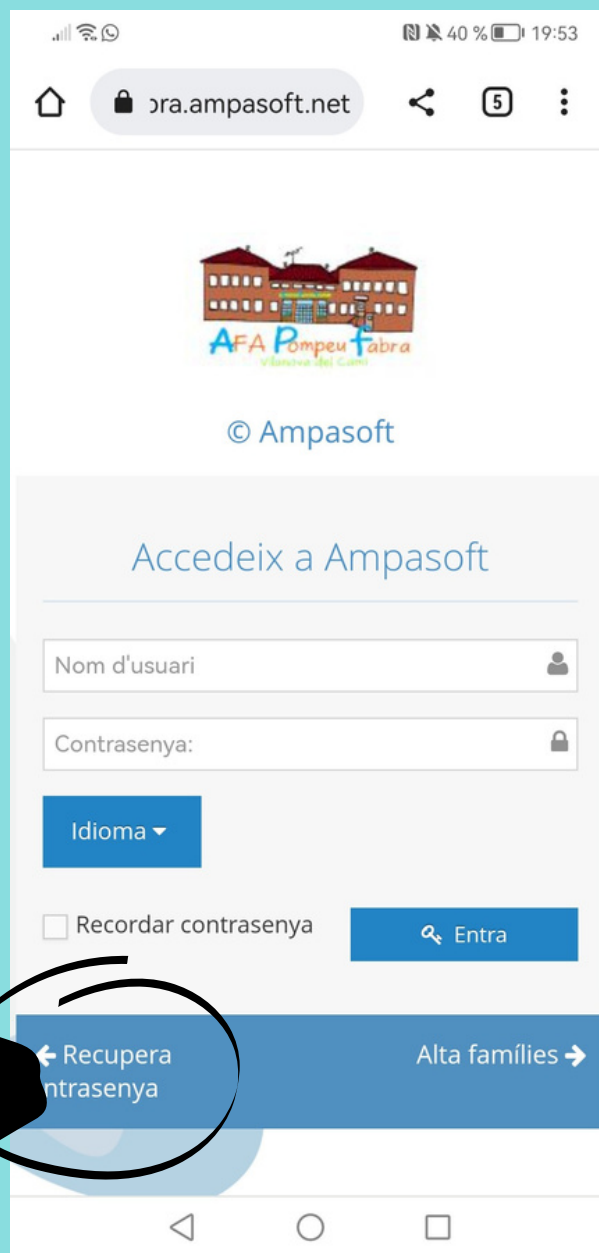 40 % 19:53
ora.ampasoft.net
5
AFA Pompeu Fabra
Vilanova del Camí
© Ampasoft
Accedeix a Ampasoft
Nom d'usuari
Contrasenya:
Idioma
Recordar contrasenya
Entra
Recupera
ntrasenya
Alta famílies